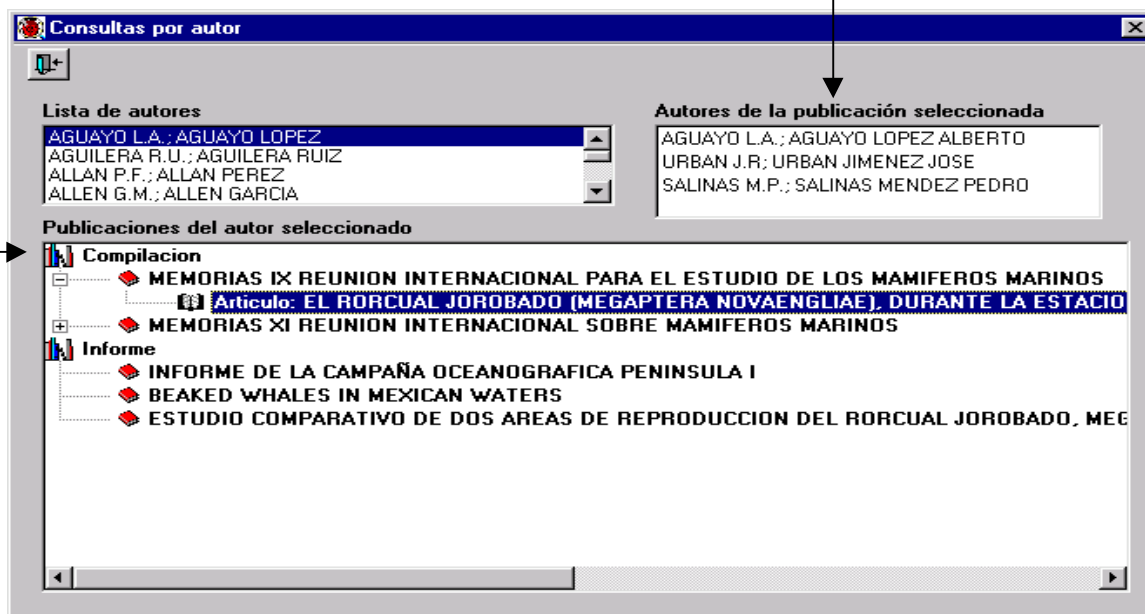 Consultas por autor
Lista de autores
AGUAYO L.A.; AGUAYO LOPEZ
AGUILERA R.U.; AGUILERA RUIZ
ALLAN P.F.; ALLAN PEREZ
ALLEN G.M.; ALLEN GARCIA
Autores de la publicación seleccionada
AGUAYO L.A.; AGUAYO LOPEZ ALBERTO
URBAN J.R; URBAN JIMENEZ JOSE
SALINAS M.P.; SALINAS MENDEZ PEDRO
Publicaciones del autor seleccionado
Compilacion
MEMORIAS IX REUNION INTERNACIONAL PARA EL ESTUDIO DE LOS MAMIFEROS MARINOS
Articulo: EL RORCUAL JOROBADO (MEGAPTERA NOVAENGLIAE), DURANTE LA ESTACIO
MEMORIAS XI REUNION INTERNACIONAL SOBRE MAMIFEROS MARINOS
Informe
INFORME DE LA CAMPAÑA OCEANOGRAFICA PENINSULA I
BEAKED WHALES IN MEXICAN WATERS
ESTUDIO COMPARATIVO DE DOS AREAS DE REPRODUCCION DEL RORCUAL JOROBADO, MEG